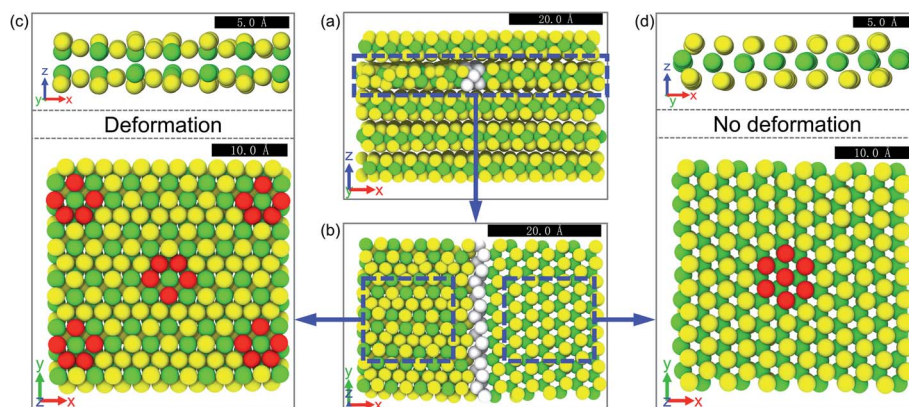 (c)
5.0 Å
z
y
x
Deformation
10.0 Å
y
z
x
(a)
20.0 Å
z
y
x
(b)
20.0 Å
y
z
x
(d)
5.0 Å
z
y
x
No deformation
10.0 Å
y
z
x